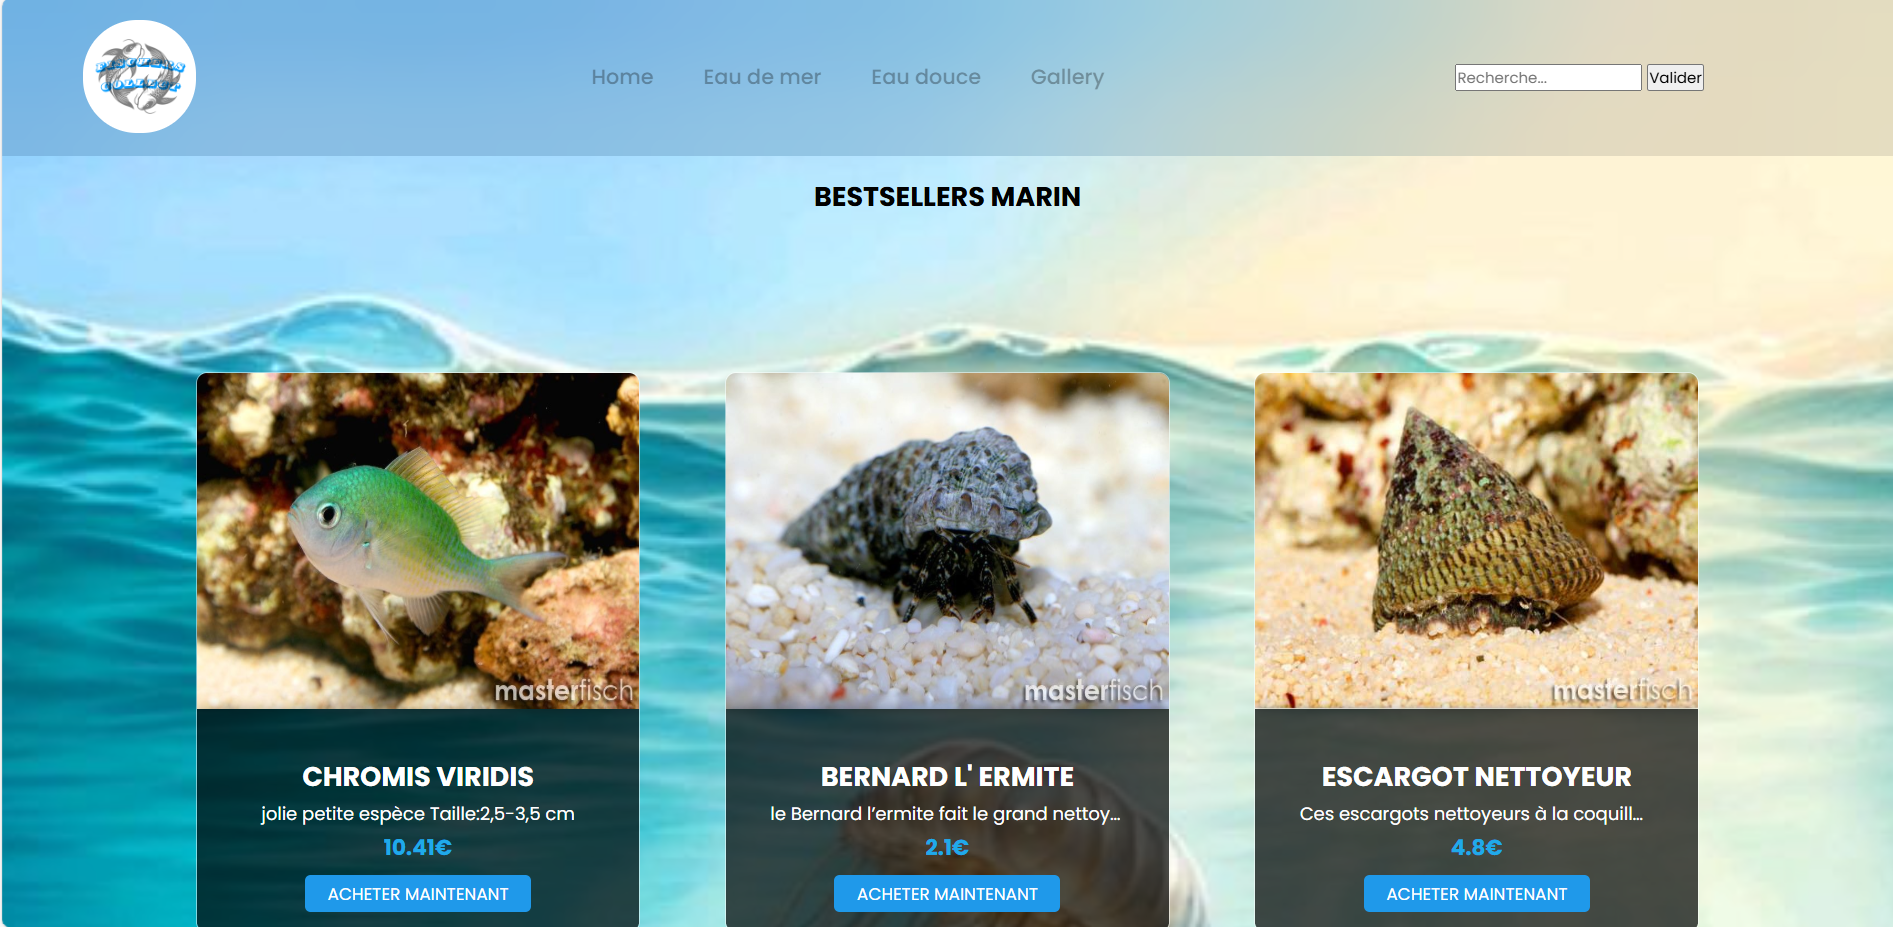 FISCHERS
COLLECT
Home Eau de mer Eau douce Gallery
Recherche... Valider
BESTSELLERS MARIN
masterfisch masterfisch masterfisch
CHROMIS VIRIDIS
jolie petite espèce Taille:2,5-3,5 cm
10.41€
ACHETER MAINTENANT
BERNARD L' ERMITE
le Bernard l’ermite fait le grand nettoy...
2.1€
ACHETER MAINTENANT
ESCARGOT NETTOYEUR
Ces escargots nettoyeurs à la coquill...
4.8€
ACHETER MAINTENANT